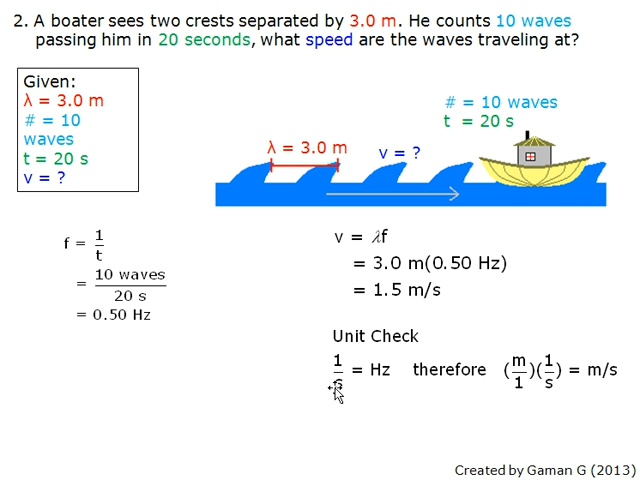 2. A boater sees two crests separated by 3.0 m. He counts 10 waves
passing him in 20 seconds, what speed are the waves traveling at?
Given:
λ = 3.0 m
# = 10
waves
t = 20 s
v = ?
# = 10 waves
t = 20 s
λ = 3.0 m
v = ?
f = 1/t
= 10 waves/20 s
= 0.50 Hz
v = λf
= 3.0 m(0.50 Hz)
= 1.5 m/s
Unit Check
1/s = Hz therefore (m/1)(1/s) = m/s
Created by Gaman G (2013)